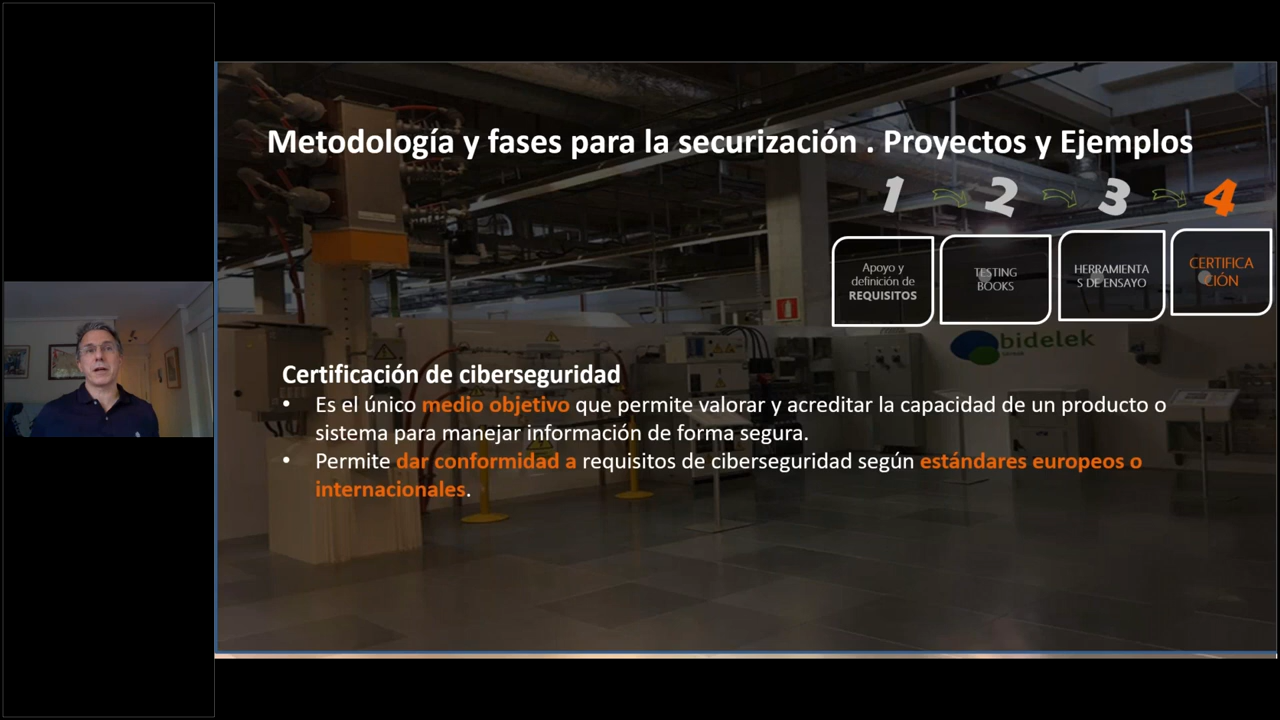 Metodología y fases para la securización . Proyectos y Ejemplos
1 2 3 4
Apoyo y
definición de
REQUISITOS
TESTING
BOOKS
HERRAMIENTA
S DE ENSAYO
CERTIFICA
CIÓN
bidelek
Certificación de ciberseguridad
• Es el único medio objetivo que permite valorar y acreditar la capacidad de un producto o
sistema para manejar información de forma segura.
• Permite dar conformidad a requisitos de ciberseguridad según estándares europeos o
internacionales.